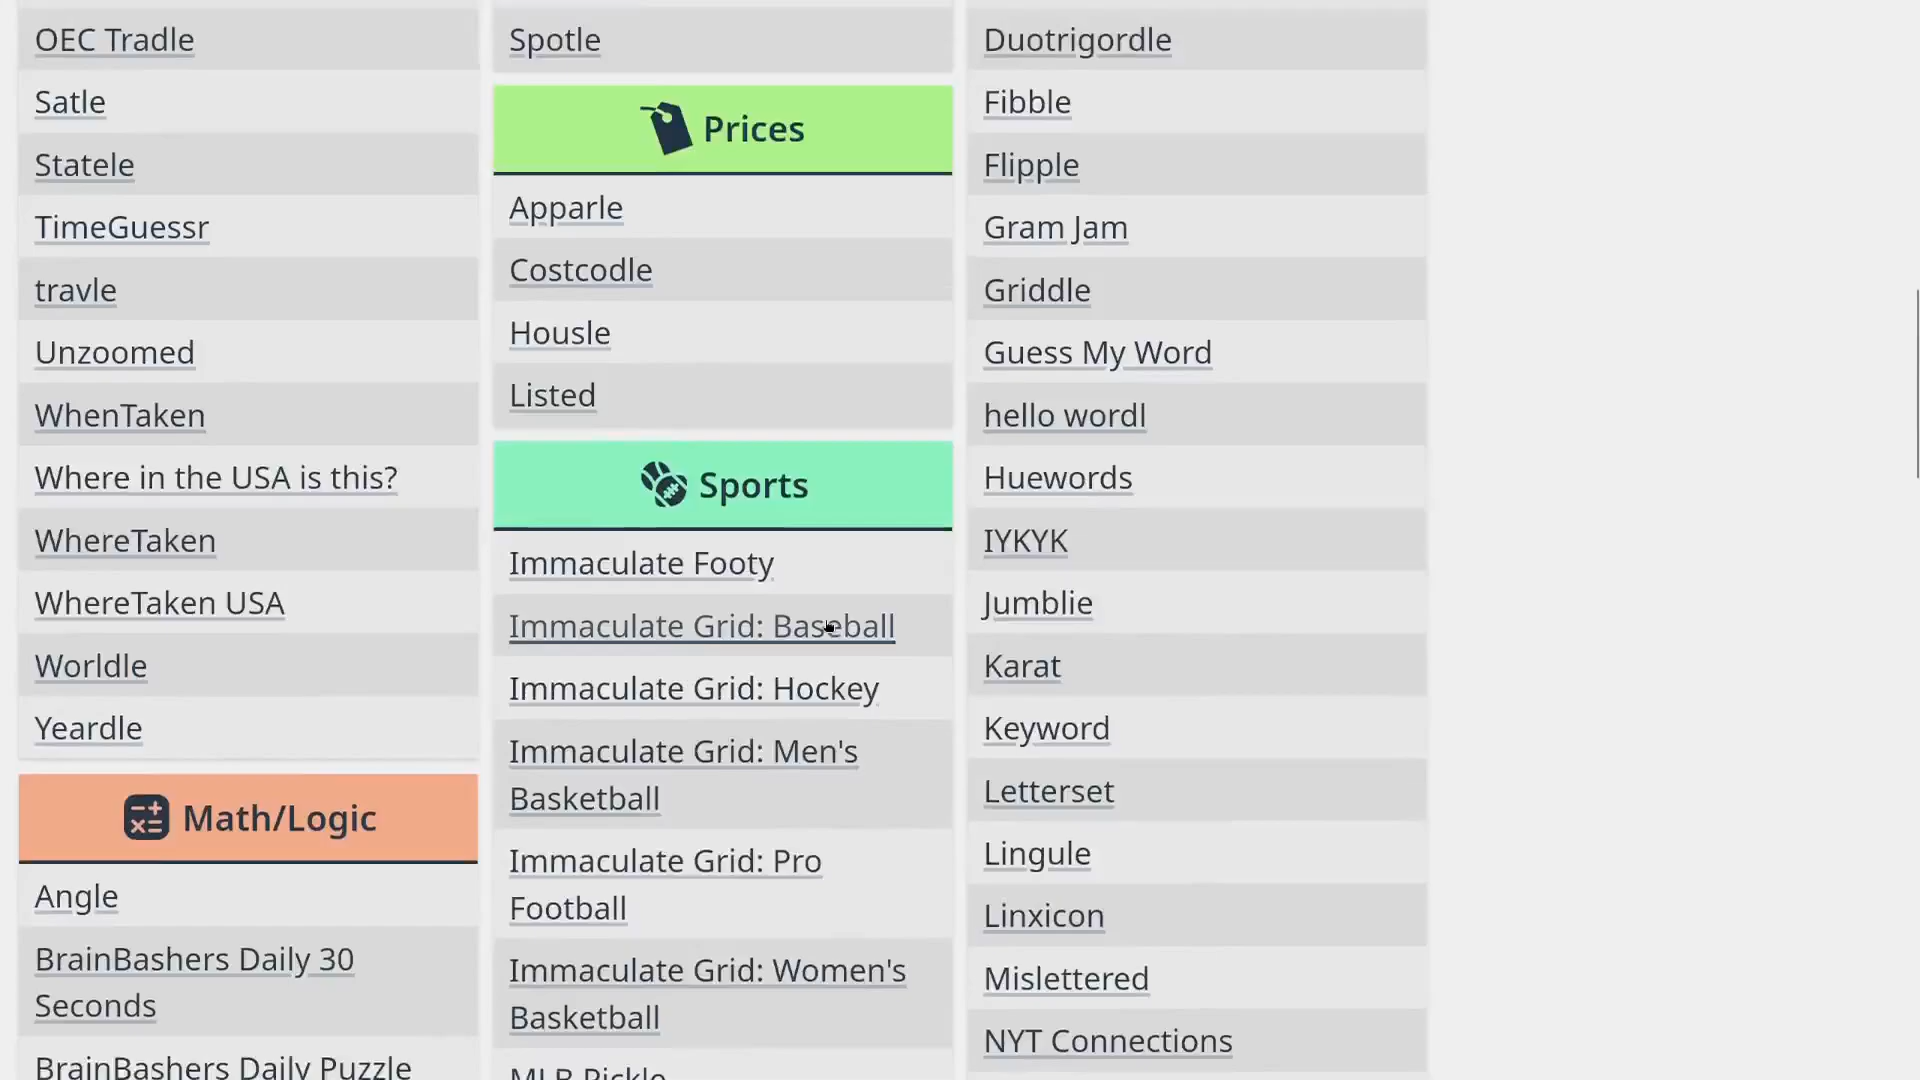 OEC Tradle
Satle
Statele
TimeGuessr
travle
Unzoomed
WhenTaken
Where in the USA is this?
WhereTaken
WhereTaken USA
Worldle
Yeardle
Math/Logic
Angle
BrainBashers Daily 30
Seconds
BrainBashers Daily Puzzle
Spotle
Prices
Apparle
Costcodle
Housle
Listed
Sports
Immaculate Footy
Immaculate Grid: Baseball
Immaculate Grid: Hockey
Immaculate Grid: Men's
Basketball
Immaculate Grid: Pro
Football
Immaculate Grid: Women's
Basketball
MLB Pickle
Duotrigordle
Fibble
Flipple
Gram Jam
Griddle
Guess My Word
hello wordl
Huewords
IYKYK
Jumblie
Karat
Keyword
Letterset
Lingule
Linxicon
Mislettered
NYT Connections